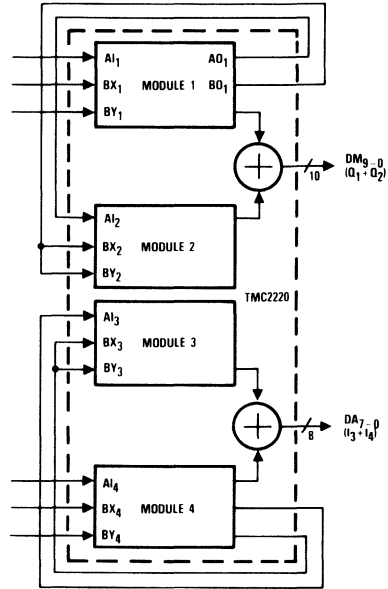 AI₁ AO₁
BX₁ MODULE 1 BO₁
BY₁
10
DM₉₋₀
(Q₁ + Q₂)
AI₂
BX₂ MODULE 2
BY₂
TMC2220
AI₃
BX₃ MODULE 3
BY₃
8
DA₇₋₀
(I₃ + I₄)
AI₄
BX₄ MODULE 4
BY₄